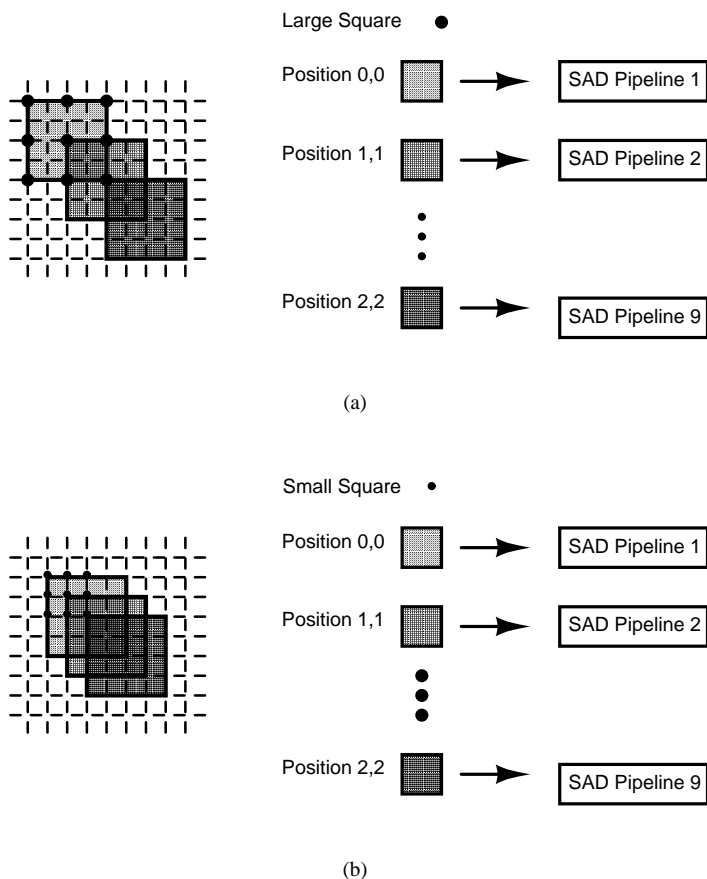 Large Square
Position 0,0
SAD Pipeline 1
Position 1,1
SAD Pipeline 2
Position 2,2
SAD Pipeline 9
(a)
Small Square
Position 0,0
SAD Pipeline 1
Position 1,1
SAD Pipeline 2
Position 2,2
SAD Pipeline 9
(b)